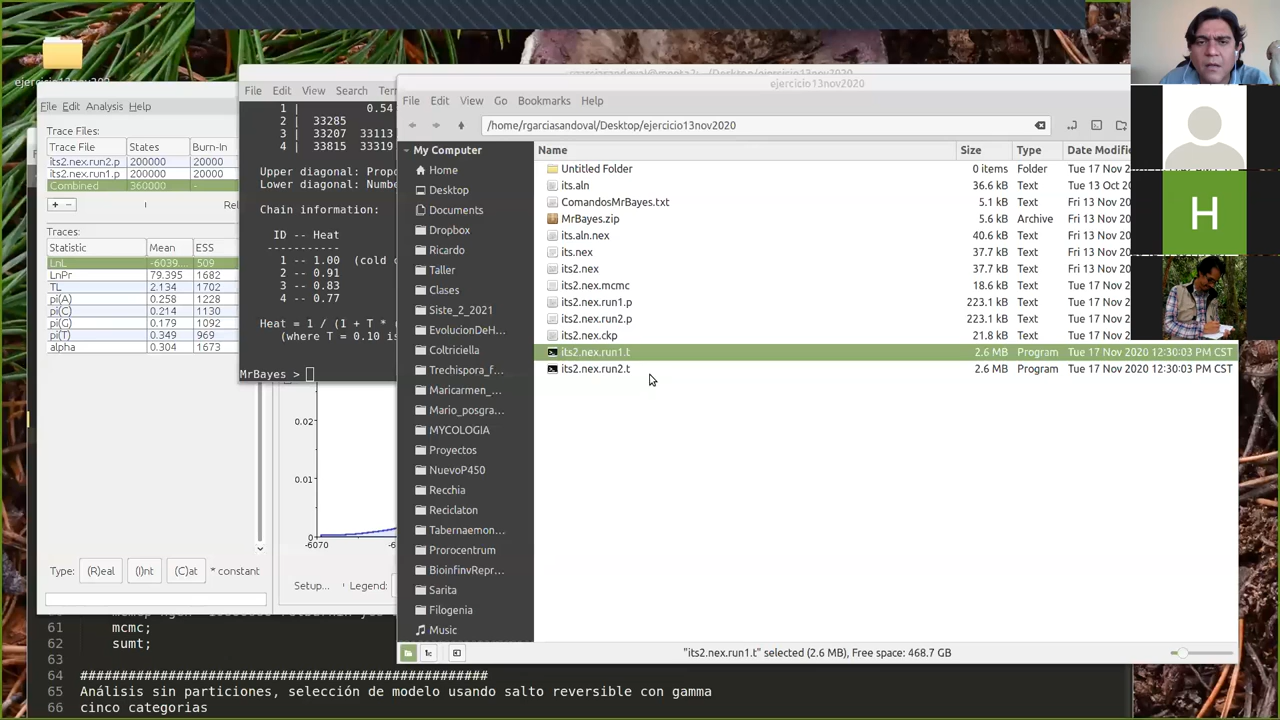 ejercicio13nov202
File Edit Analysis Help
Trace Files:
Trace File States Burn-In
its2.nex.run2.p 200000 20000
its2.nex.run1.p 200000 20000
Combined 360000 -
+ -
Traces:
Statistic Mean ESS
LnL -6039.... 509
LnPr 79.395 1682
TL 2.134 1702
pi(A) 0.258 1228
pi(C) 0.214 1130
pi(G) 0.179 1092
pi(T) 0.349 969
alpha 0.304 1673
Type: (R)eal (I)nt (C)at * constant
File Edit View Search
1 | 0.54
2 | 33285
3 | 33207 33113
4 | 33815 33319
Upper diagonal: Propo
Lower diagonal: Numbe
Chain information:
ID -- Heat
-----------
1 -- 1.00 (cold
2 -- 0.91
3 -- 0.83
4 -- 0.77
Heat = 1 / (1 + T *
(where T = 0.10 is
MrBayes >
0.02
0.01
0
-6070
Setup... Legend:
ejercicio13nov2020
File Edit View Go Bookmarks Help
/home/rgarciasandoval/Desktop/ejercicio13nov2020
My Computer
Home
Desktop
Documents
Dropbox
Ricardo
Taller
Clases
Siste_2_2021
EvolucionDeH...
Coltriciella
Trechispora_f...
Maricarmen_...
Mario_posgra...
MYCOLOGIA
Proyectos
NuevoP450
Recchia
Reciclaton
Tabernaemon...
Prorocentrum
BioinfinvRepr...
Sarita
Filogenia
Music
Name Size Type Date Modifie
Untitled Folder 0 items Folder Tue 17 Nov 2
its.aln 36.6 kB Text Tue 13 Oct 2
ComandosMrBayes.txt 5.1 kB Text Fri 13 Nov 2
MrBayes.zip 5.6 kB Archive Fri 13 Nov 2
its.aln.nex 40.6 kB Text Fri 13 Nov 2
its.nex 37.7 kB Text Fri 13 Nov 2
its2.nex 37.7 kB Text Fri 13 Nov 2
its2.nex.mcmc 18.6 kB Text Tue 17 Nov 2
its2.nex.run1.p 223.1 kB Text Tue 17 Nov 2
its2.nex.run2.p 223.1 kB Text Tue 17 Nov 2
its2.nex.ckp 21.8 kB Text Tue 17 Nov 2
its2.nex.run1.t 2.6 MB Program Tue 17 Nov 2020 12:30:03 PM CST
its2.nex.run2.t 2.6 MB Program Tue 17 Nov 2020 12:30:03 PM CST
"its2.nex.run1.t" selected (2.6 MB), Free space: 468.7 GB
H
61 mcmc;
62 sumt;
63
64 ##################################################
65 Análisis sin particiones, selección de modelo usando salto reversible con gamma
66 cinco categorias